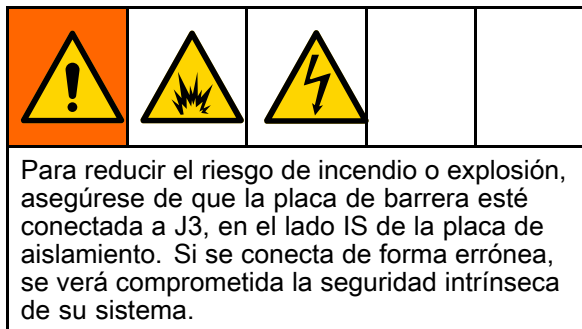 Para reducir el riesgo de incendio o explosión,
asegúrese de que la placa de barrera esté
conectada a J3, en el lado IS de la placa de
aislamiento. Si se conecta de forma errónea,
se verá comprometida la seguridad intrínseca
de su sistema.